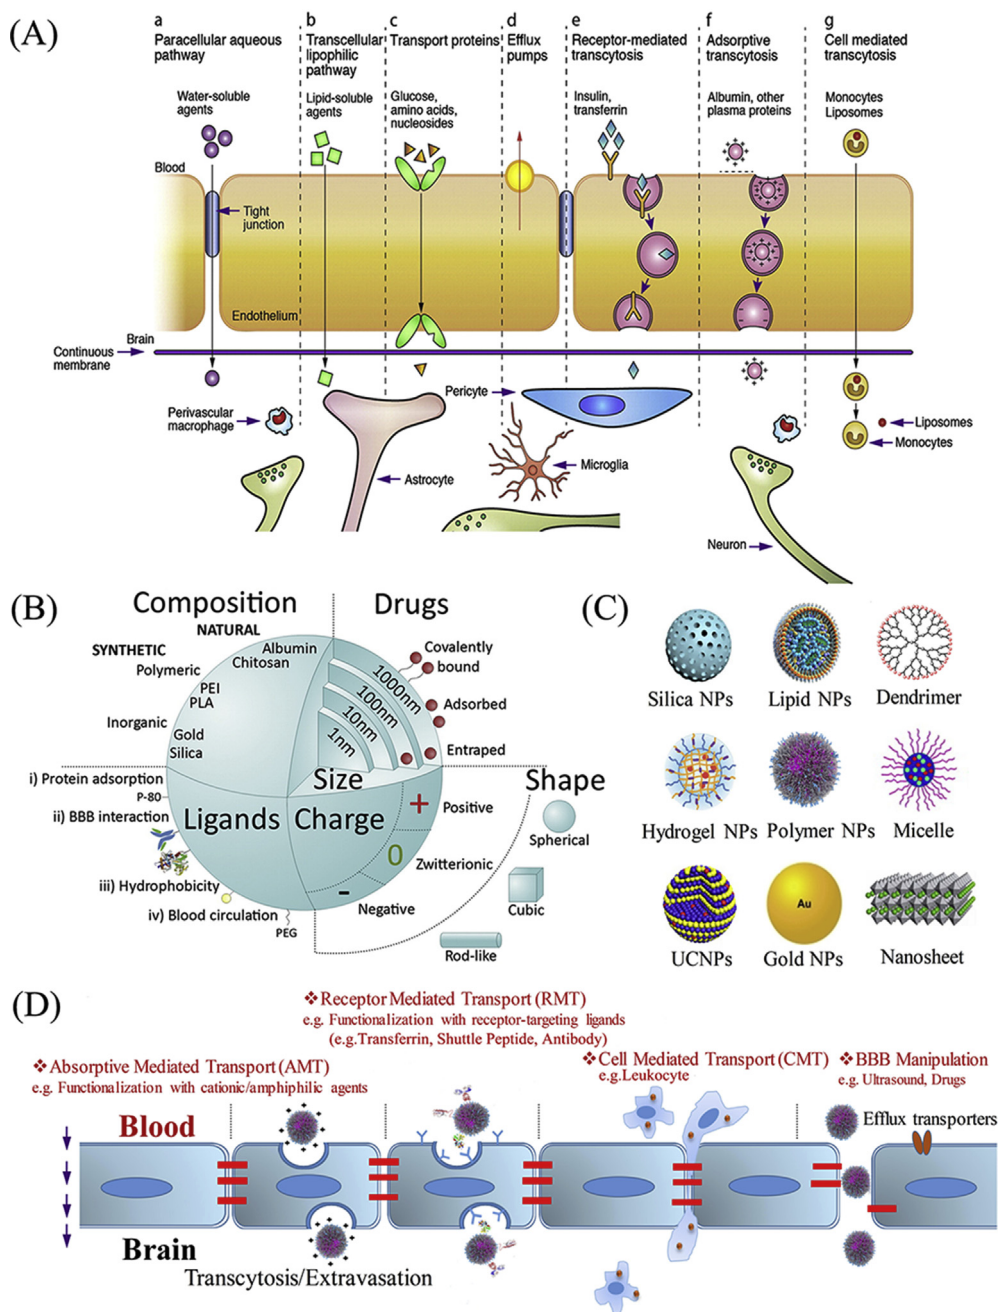 (A)
a
Paracellular aqueous
pathway
b
Transcellular
lipophilic
pathway
c
Transport proteins
d
Efflux
pumps
e
Receptor-mediated
transcytosis
f
Adsorptive
transcytosis
g
Cell mediated
transcytosis
Water-soluble
agents
Lipid-soluble
agents
Glucose,
amino acids,
nucleosides
Insulin,
transferrin
Albumin, other
plasma proteins
Monocytes
Liposomes
Blood
Tight
junction
Endothelium
Brain
Continuous
membrane
Perivascular
macrophage
Astrocyte
Pericyte
Microglia
Neuron
Liposomes
Monocytes
(B)
Composition
NATURAL
SYNTHETIC
Albumin
Chitosan
Polymeric
PEI
PLA
Inorganic
Gold
Silica
Drugs
Covalently
bound
Adsorbed
Entraped
1000nm
100nm
10nm
1nm
Size
i) Protein adsorption
P-80
ii) BBB interaction
iii) Hydrophobicity
iv) Blood circulation
PEG
Ligands
Charge
+
Positive
0
Zwitterionic
-
Negative
Shape
Spherical
Cubic
Rod-like
(C)
Silica NPs
Lipid NPs
Dendrimer
Hydrogel NPs
Polymer NPs
Micelle
UCNPs
Au
Gold NPs
Nanosheet
(D)
❖Receptor Mediated Transport (RMT)
e.g. Functionalization with receptor-targeting ligands
(e.g.Transferrin, Shuttle Peptide, Antibody)
❖Absorptive Mediated Transport (AMT)
e.g. Functionalization with cationic/amphiphilic agents
❖Cell Mediated Transport (CMT)
e.g.Leukocyte
❖BBB Manipulation
e.g. Ultrasound, Drugs
Efflux transporters
Blood
Brain
Transcytosis/Extravasation